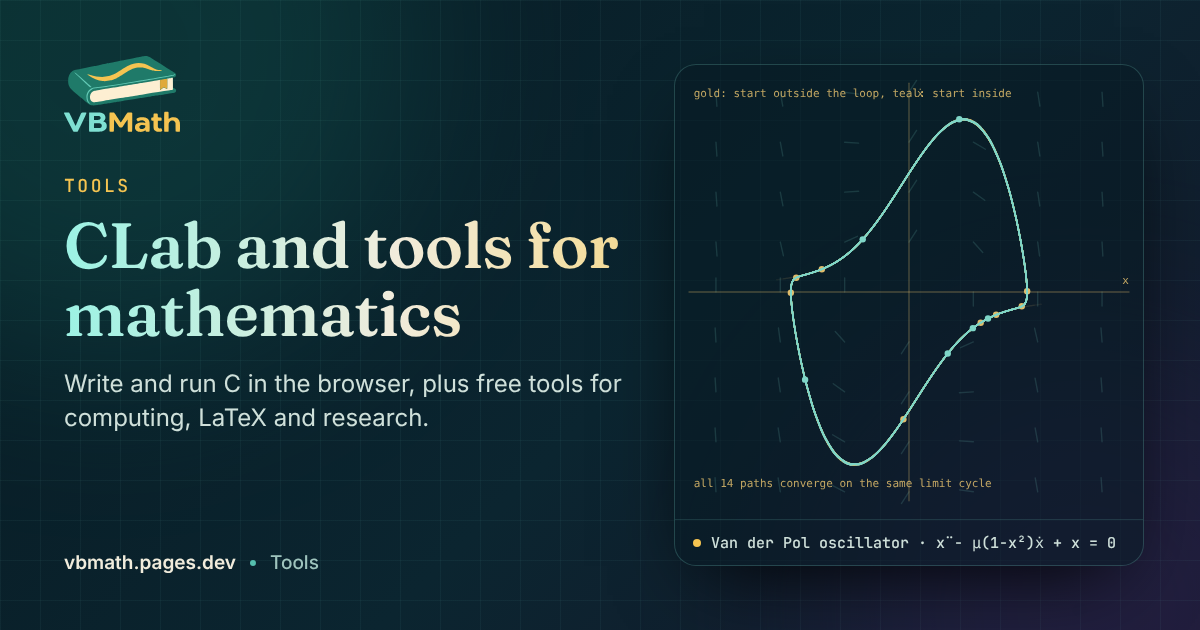 VBMath
TOOLS
CLab and tools for
mathematics
Write and run C in the browser, plus free tools for
computing, LaTeX and research.
vbmath.pages.dev • Tools
gold: start outside the loop, teal: start inside
ẋ
x
all 14 paths converge on the same limit cycle
Van der Pol oscillator · x¨- μ(1-x²)ẋ + x = 0